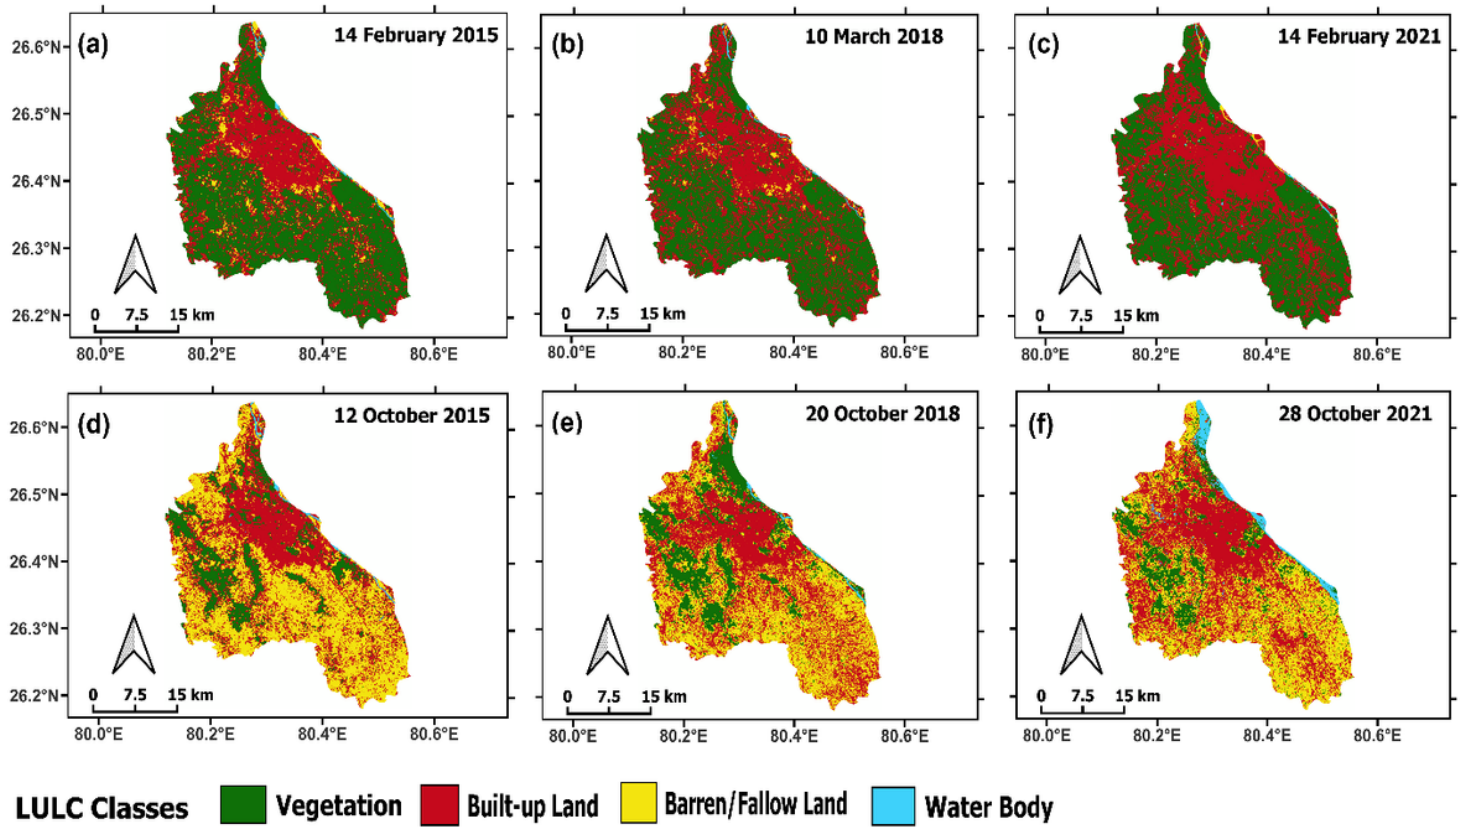 (a) 14 February 2015
(b) 10 March 2018
(c) 14 February 2021
26.6°N
26.5°N
26.4°N
26.3°N
26.2°N
0 7.5 15 km
0 7.5 15 km
0 7.5 15 km
80.0°E 80.2°E 80.4°E 80.6°E
80.0°E 80.2°E 80.4°E 80.6°E
80.0°E 80.2°E 80.4°E 80.6°E
(d) 12 October 2015
(e) 20 October 2018
(f) 28 October 2021
26.6°N
26.5°N
26.4°N
26.3°N
26.2°N
0 7.5 15 km
0 7.5 15 km
0 7.5 15 km
80.0°E 80.2°E 80.4°E 80.6°E
80.0°E 80.2°E 80.4°E 80.6°E
80.0°E 80.2°E 80.4°E 80.6°E
LULC Classes Vegetation Built-up Land Barren/Fallow Land Water Body